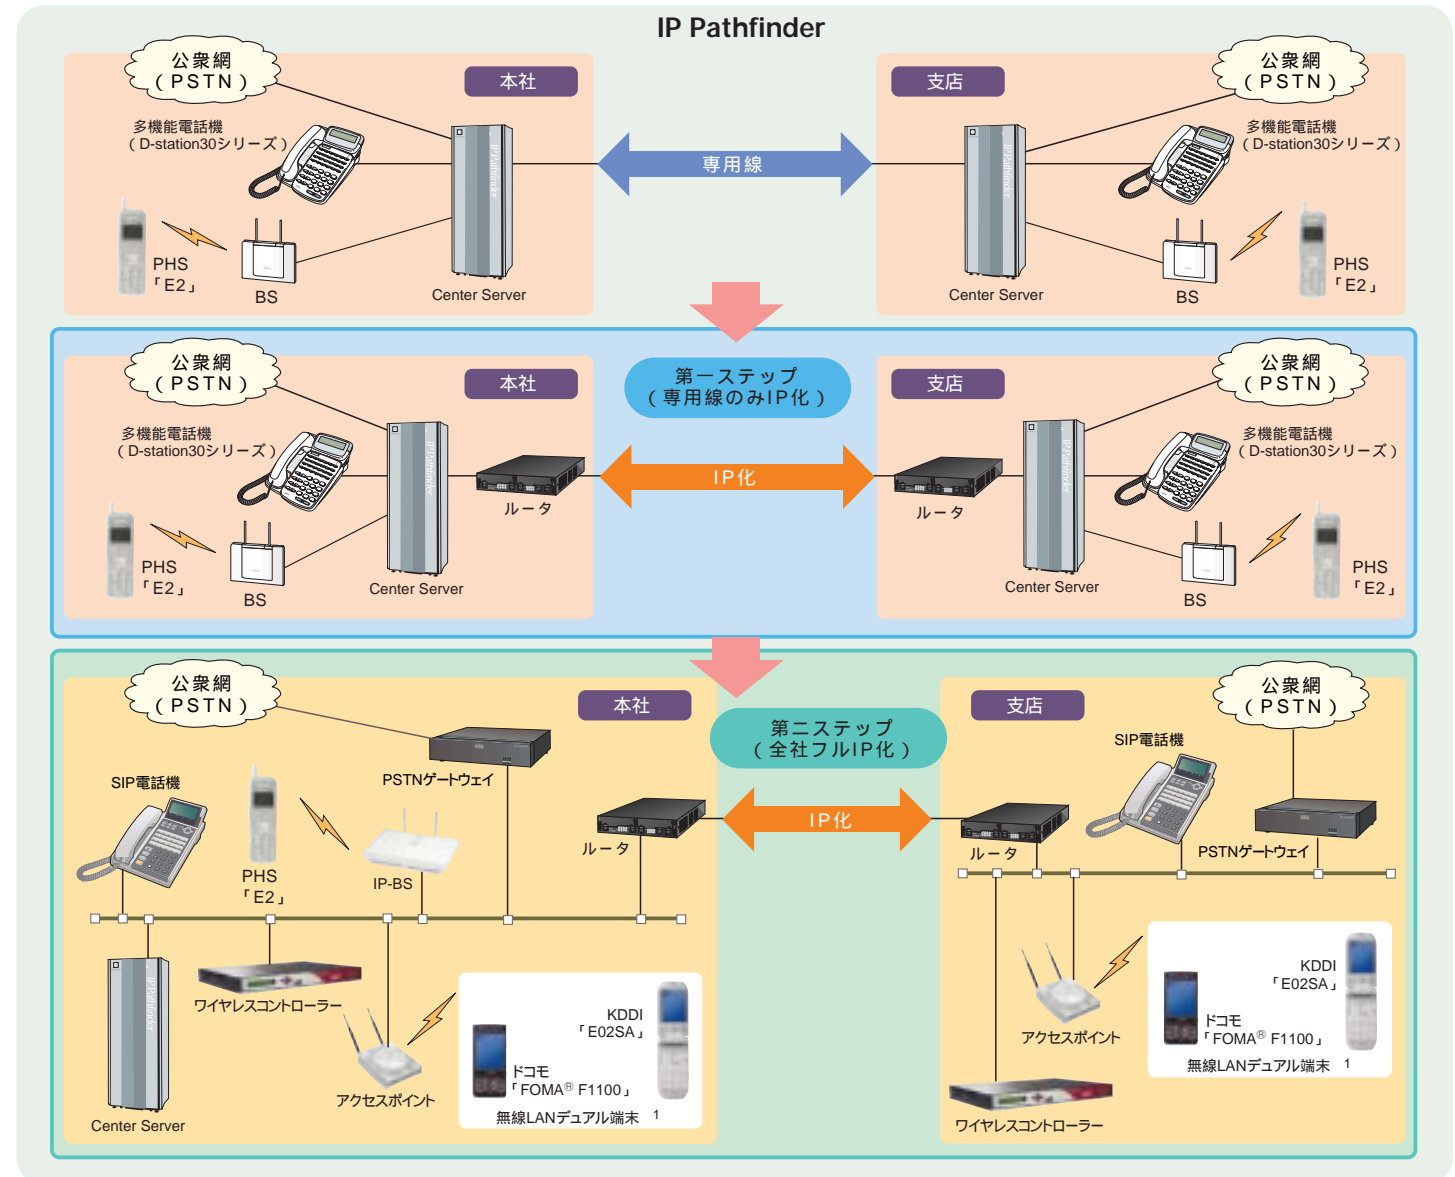 IP Pathfinder
公衆網
（PSTN）
本社
多機能電話機
（D-station30シリーズ）
IP Pathfinder
PHS
「E2」
BS
Center Server
専用線
支店
公衆網
（PSTN）
多機能電話機
（D-station30シリーズ）
IP Pathfinder
Center Server
BS
PHS
「E2」
公衆網
（PSTN）
本社
多機能電話機
（D-station30シリーズ）
IP Pathfinder
ルータ
PHS
「E2」
BS
Center Server
第一ステップ
（専用線のみIP化）
IP化
支店
公衆網
（PSTN）
多機能電話機
（D-station30シリーズ）
ルータ
IP Pathfinder
Center Server
BS
PHS
「E2」
公衆網
（PSTN）
本社
PSTNゲートウェイ
SIP電話機
PHS
「E2」
IP-BS
ルータ
IP Pathfinder
Center Server
ワイヤレスコントローラー
アクセスポイント
KDDI
「E02SA」
ドコモ
「FOMA® F1100」
無線LANデュアル端末 1
第二ステップ
（全社フルIP化）
IP化
支店
公衆網
（PSTN）
SIP電話機
PSTNゲートウェイ
ルータ
アクセスポイント
KDDI
「E02SA」
ドコモ
「FOMA® F1100」
無線LANデュアル端末 1
ワイヤレスコントローラー